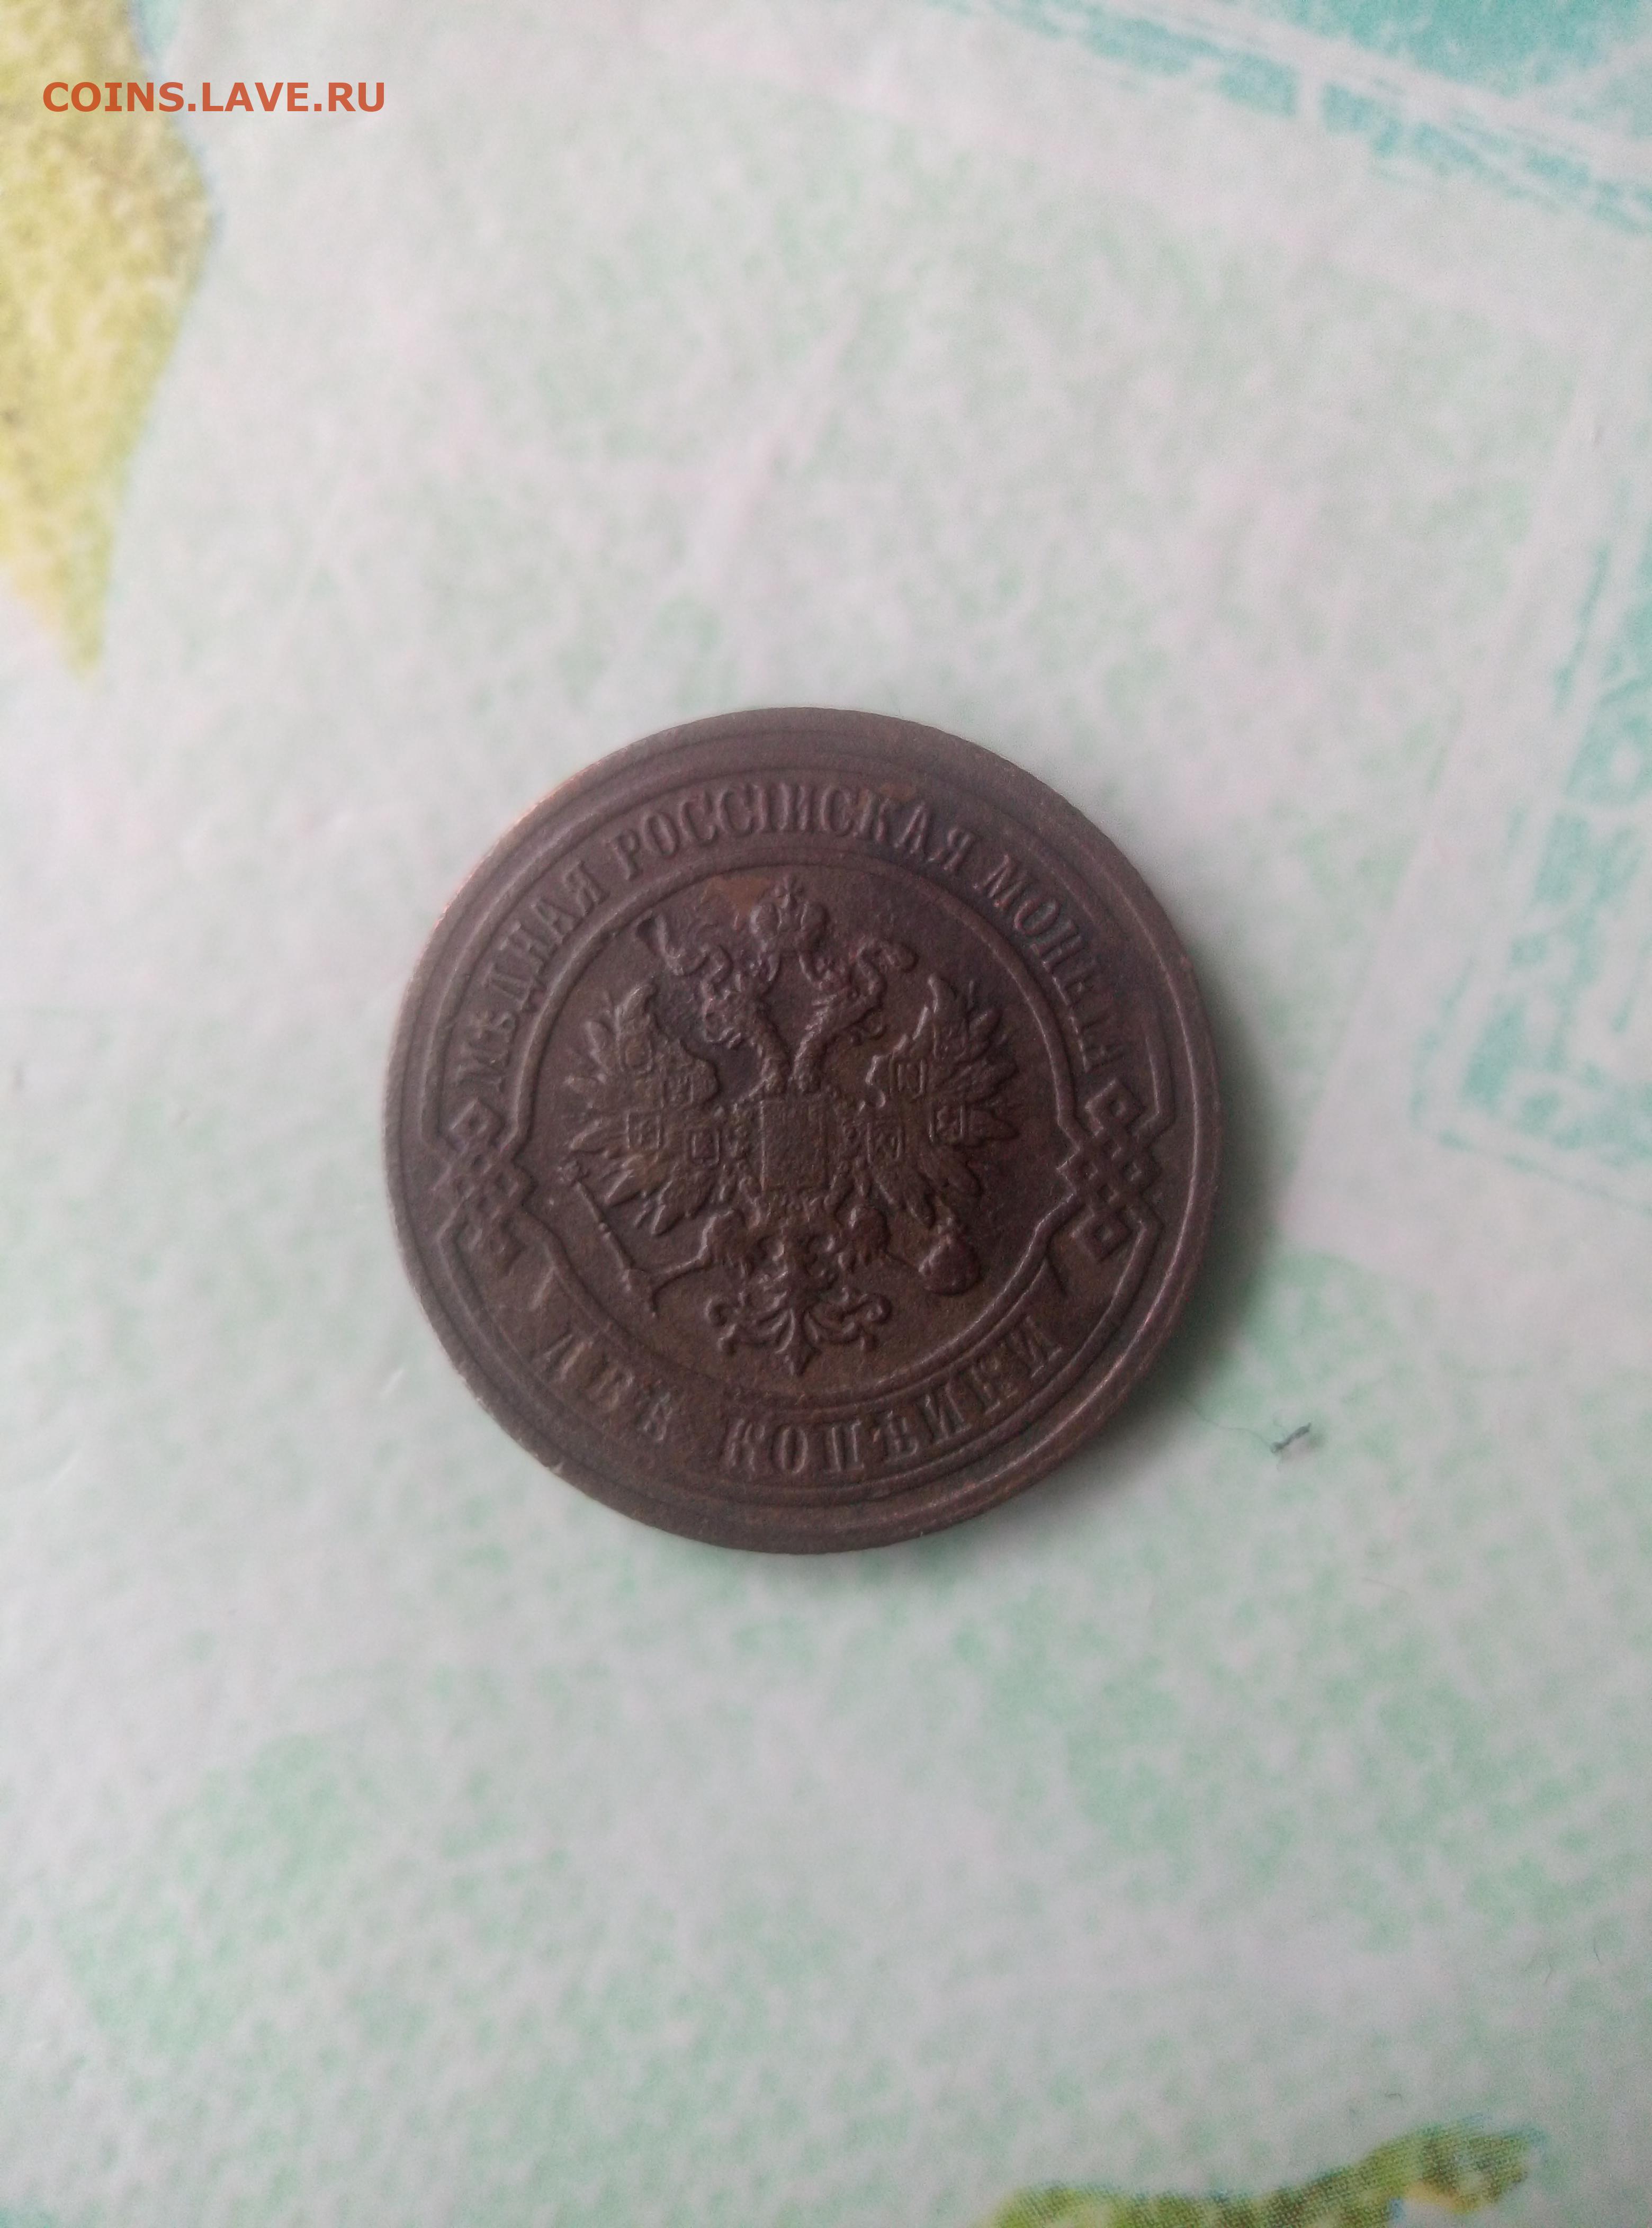 COINS.LAVE.RU
МѢДНАЯ РОССІЙСКАЯ МОНЕТА
ДВѢ КОПѢЙКИ